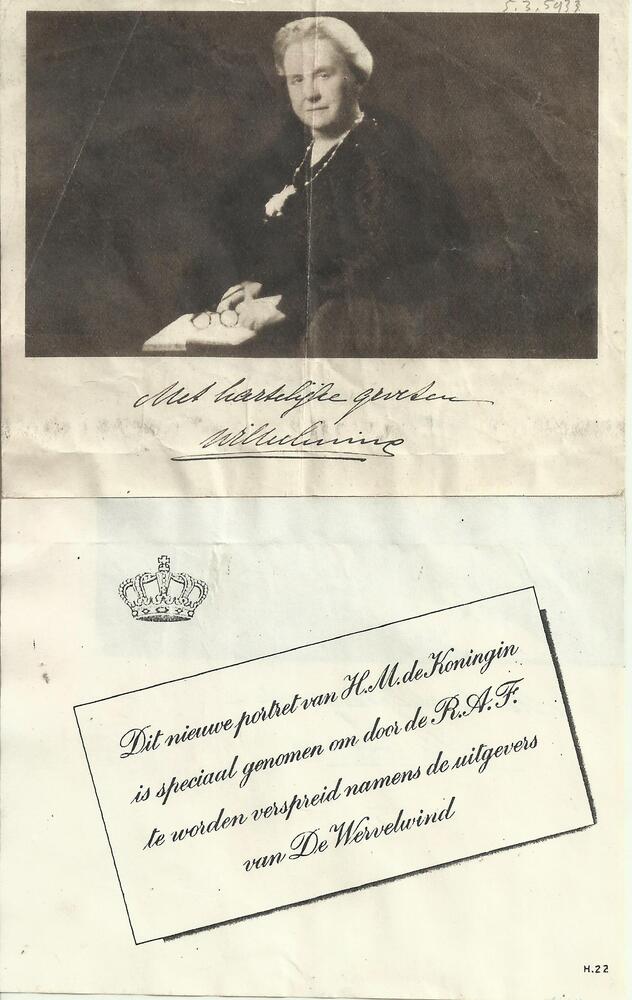 5.3.5933
Met hartelijke groeten
Wilhelmina
Dit nieuwe portret van H.M. de Koningin
is speciaal genomen om door de R.A.F.
te worden verspreid namens de uitgevers
van De Wervelwind
H.22